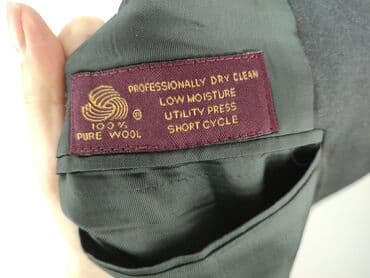 PROFESSIONALLY DRY CLEAN
LOW MOISTURE
UTILITY PRESS
SHORT CYCLE
100%
PURE WOOL